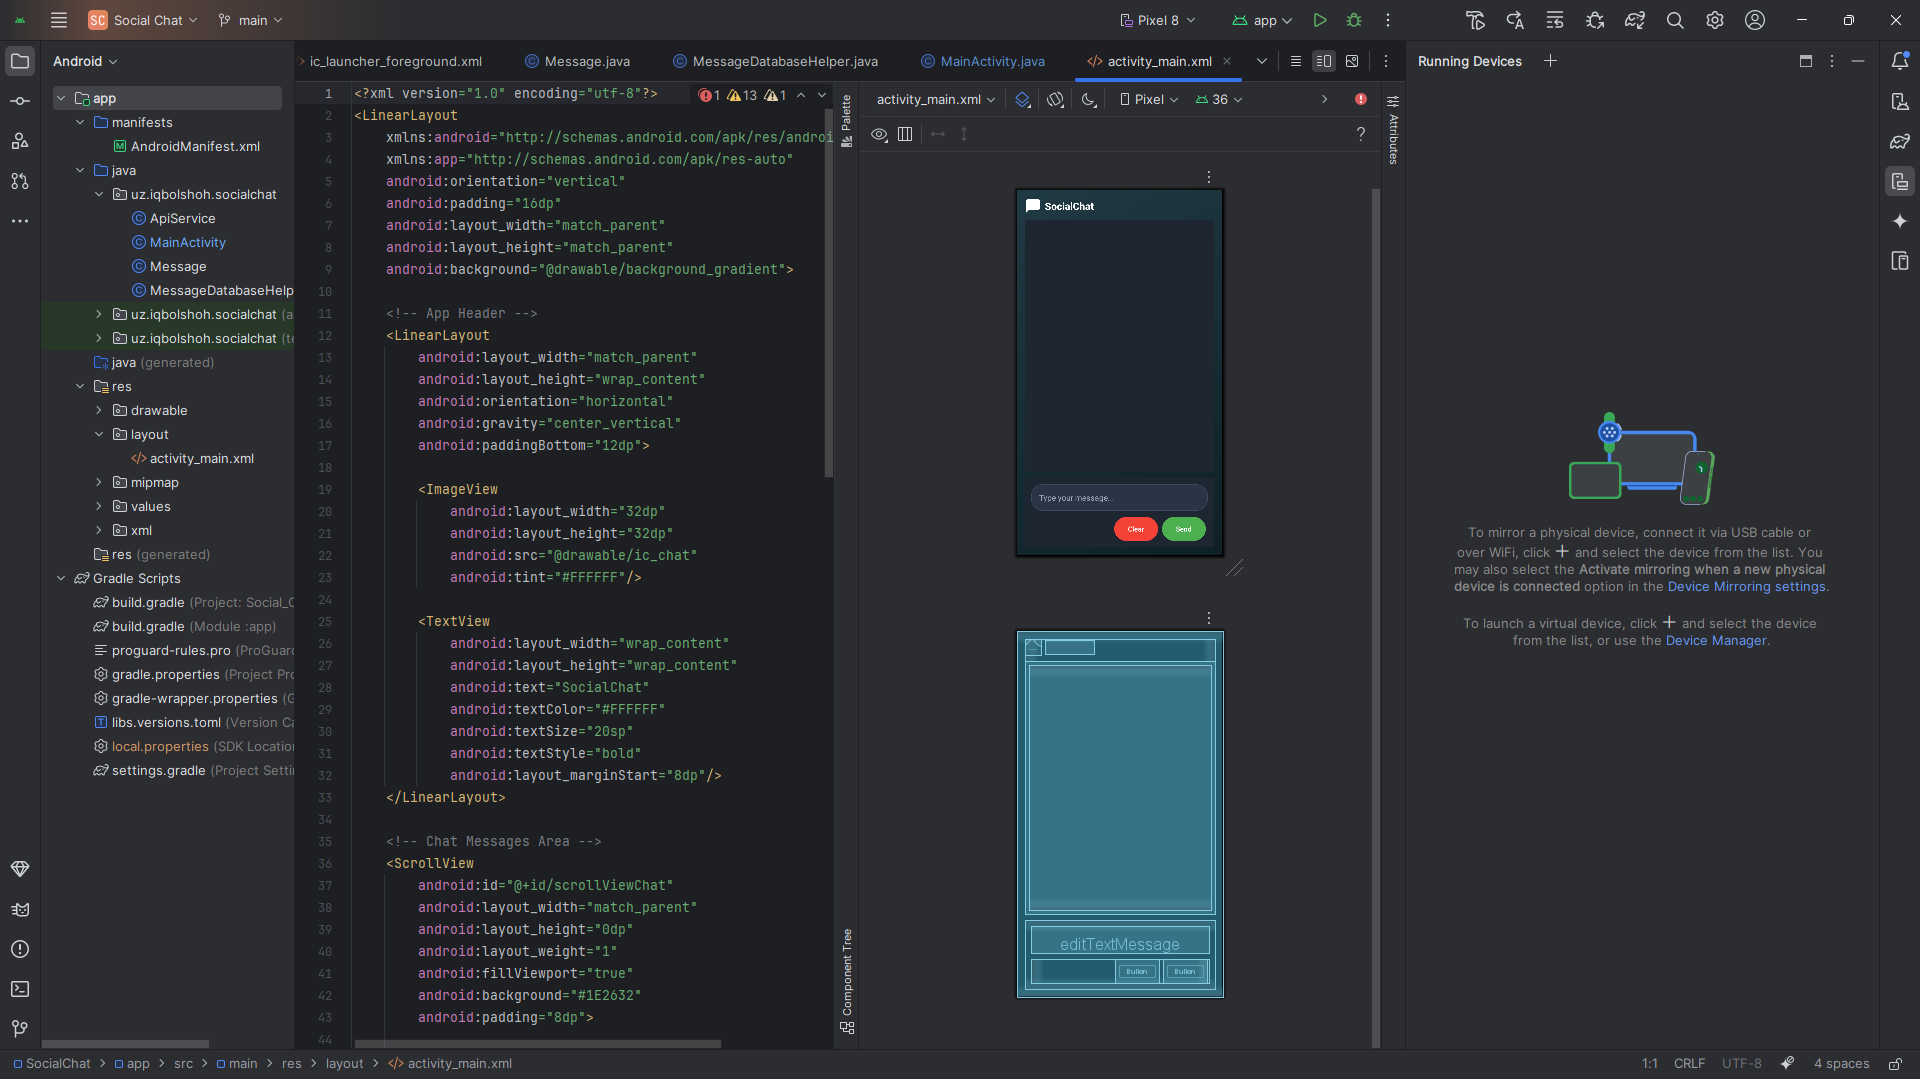 SC Social Chat main Pixel 8 app
Android
ic_launcher_foreground.xml Message.java MessageDatabaseHelper.java MainActivity.java activity_main.xml
Running Devices
app
manifests
AndroidManifest.xml
java
uz.iqbolshoh.socialchat
ApiService
MainActivity
Message
MessageDatabaseHelp
uz.iqbolshoh.socialchat (a
uz.iqbolshoh.socialchat (te
java (generated)
res
drawable
layout
activity_main.xml
mipmap
values
xml
res (generated)
Gradle Scripts
build.gradle (Project: Social_C
build.gradle (Module :app)
proguard-rules.pro (ProGuard
gradle.properties (Project Pro
gradle-wrapper.properties (G
libs.versions.toml (Version Ca
local.properties (SDK Location
settings.gradle (Project Settin
1 <?xml version="1.0" encoding="utf-8"?> 1 13 1
2 <LinearLayout
3 xmlns:android="http://schemas.android.com/apk/res/androi
4 xmlns:app="http://schemas.android.com/apk/res-auto"
5 android:orientation="vertical"
6 android:padding="16dp"
7 android:layout_width="match_parent"
8 android:layout_height="match_parent"
9 android:background="@drawable/background_gradient">
10
11 <!-- App Header -->
12 <LinearLayout
13 android:layout_width="match_parent"
14 android:layout_height="wrap_content"
15 android:orientation="horizontal"
16 android:gravity="center_vertical"
17 android:paddingBottom="12dp">
18
19 <ImageView
20 android:layout_width="32dp"
21 android:layout_height="32dp"
22 android:src="@drawable/ic_chat"
23 android:tint="#FFFFFF"/>
24
25 <TextView
26 android:layout_width="wrap_content"
27 android:layout_height="wrap_content"
28 android:text="SocialChat"
29 android:textColor="#FFFFFF"
30 android:textSize="20sp"
31 android:textStyle="bold"
32 android:layout_marginStart="8dp"/>
33 </LinearLayout>
34
35 <!-- Chat Messages Area -->
36 <ScrollView
37 android:id="@+id/scrollViewChat"
38 android:layout_width="match_parent"
39 android:layout_height="0dp"
40 android:layout_weight="1"
41 android:fillViewport="true"
42 android:background="#1E2632"
43 android:padding="8dp">
44
Palette
Component Tree
activity_main.xml Pixel 36
?
Attributes
SocialChat
Type your message...
Clear Send
editTextMessage
Button Button
To mirror a physical device, connect it via USB cable or
over WiFi, click + and select the device from the list. You
may also select the Activate mirroring when a new physical
device is connected option in the Device Mirroring settings.
To launch a virtual device, click + and select the device
from the list, or use the Device Manager.
SocialChat > app > src > main > res > layout > activity_main.xml
1:1 CRLF UTF-8 4 spaces